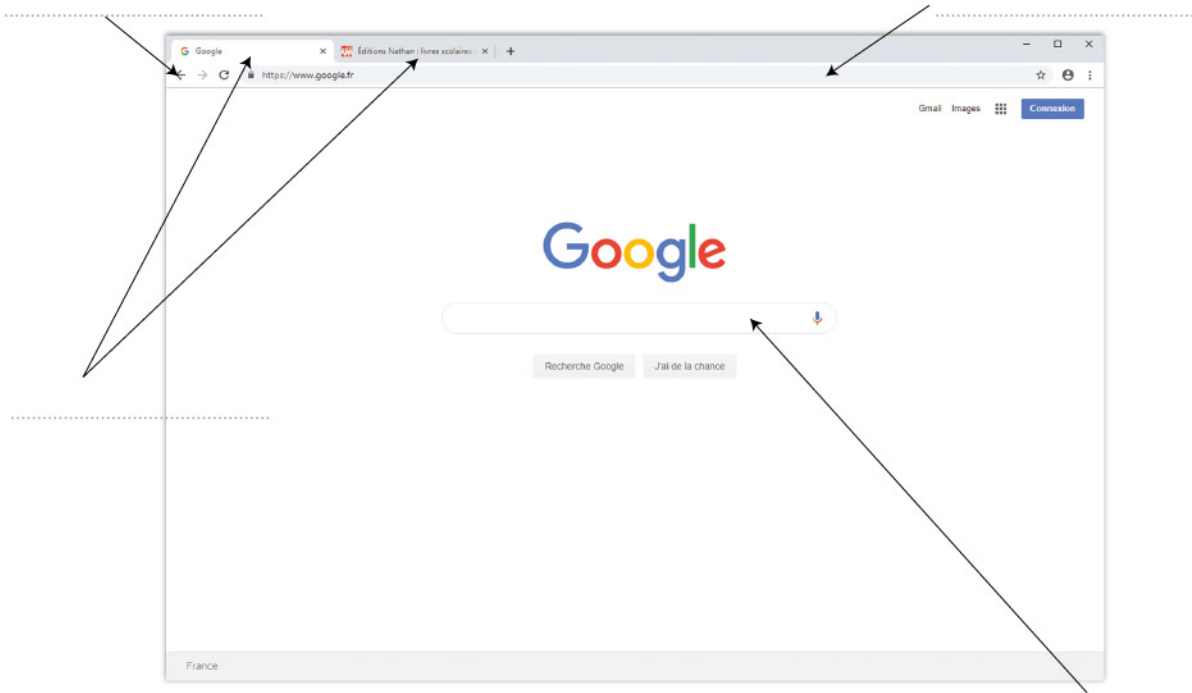 Google
Éditions Nathan : livres scolaires
https://www.google.fr
Gmail Images Connexion
Google
Recherche Google J'ai de la chance
France